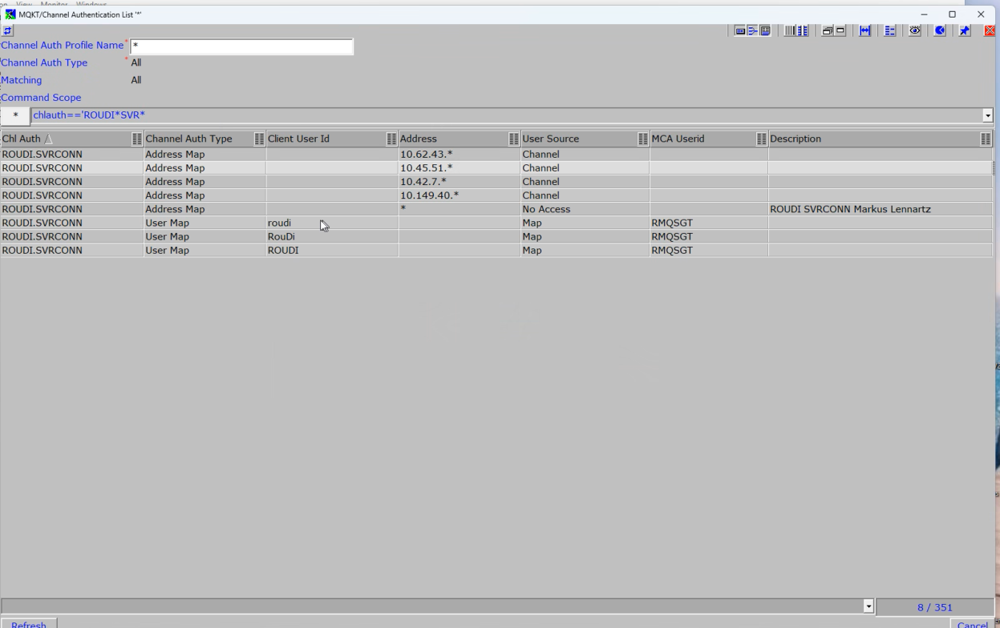 View Monitor Windows
MQKT/Channel Authentication List '*'
Channel Auth Profile Name* *
Channel Auth Type * All
Matching All
Command Scope
* chlauth=='ROUDI*SVR*
Chl Auth Channel Auth Type Client User Id Address User Source MCA Userid Description
ROUDI.SVRCONN Address Map 10.62.43.* Channel
ROUDI.SVRCONN Address Map 10.45.51.* Channel
ROUDI.SVRCONN Address Map 10.42.7.* Channel
ROUDI.SVRCONN Address Map 10.149.40.* Channel
ROUDI.SVRCONN Address Map * No Access ROUDI SVRCONN Markus Lennartz
ROUDI.SVRCONN User Map roudi Map RMQSGT
ROUDI.SVRCONN User Map RouDi Map RMQSGT
ROUDI.SVRCONN User Map ROUDI Map RMQSGT
8 / 351
Refresh Cancel